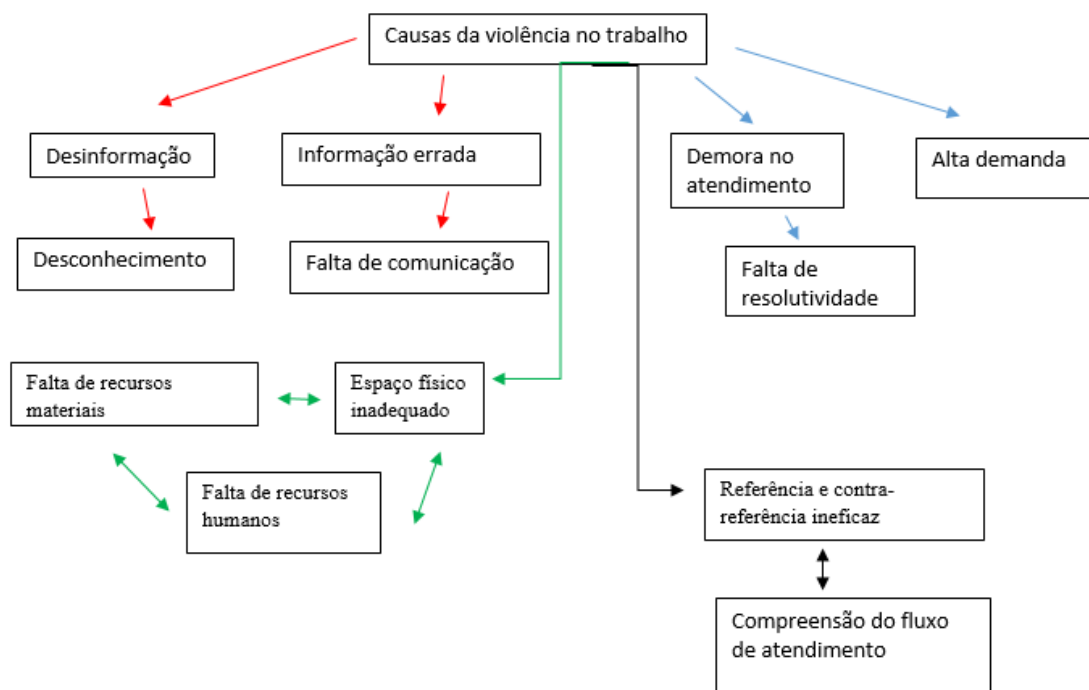 Causas da violência no trabalho
Desinformação
Informação errada
Demora no
atendimento
Alta demanda
Desconhecimento
Falta de comunicação
Falta de
resolutividade
Falta de recursos
materiais
Espaço físico
inadequado
Falta de recursos
humanos
Referência e contra-
referência ineficaz
Compreensão do fluxo
de atendimento